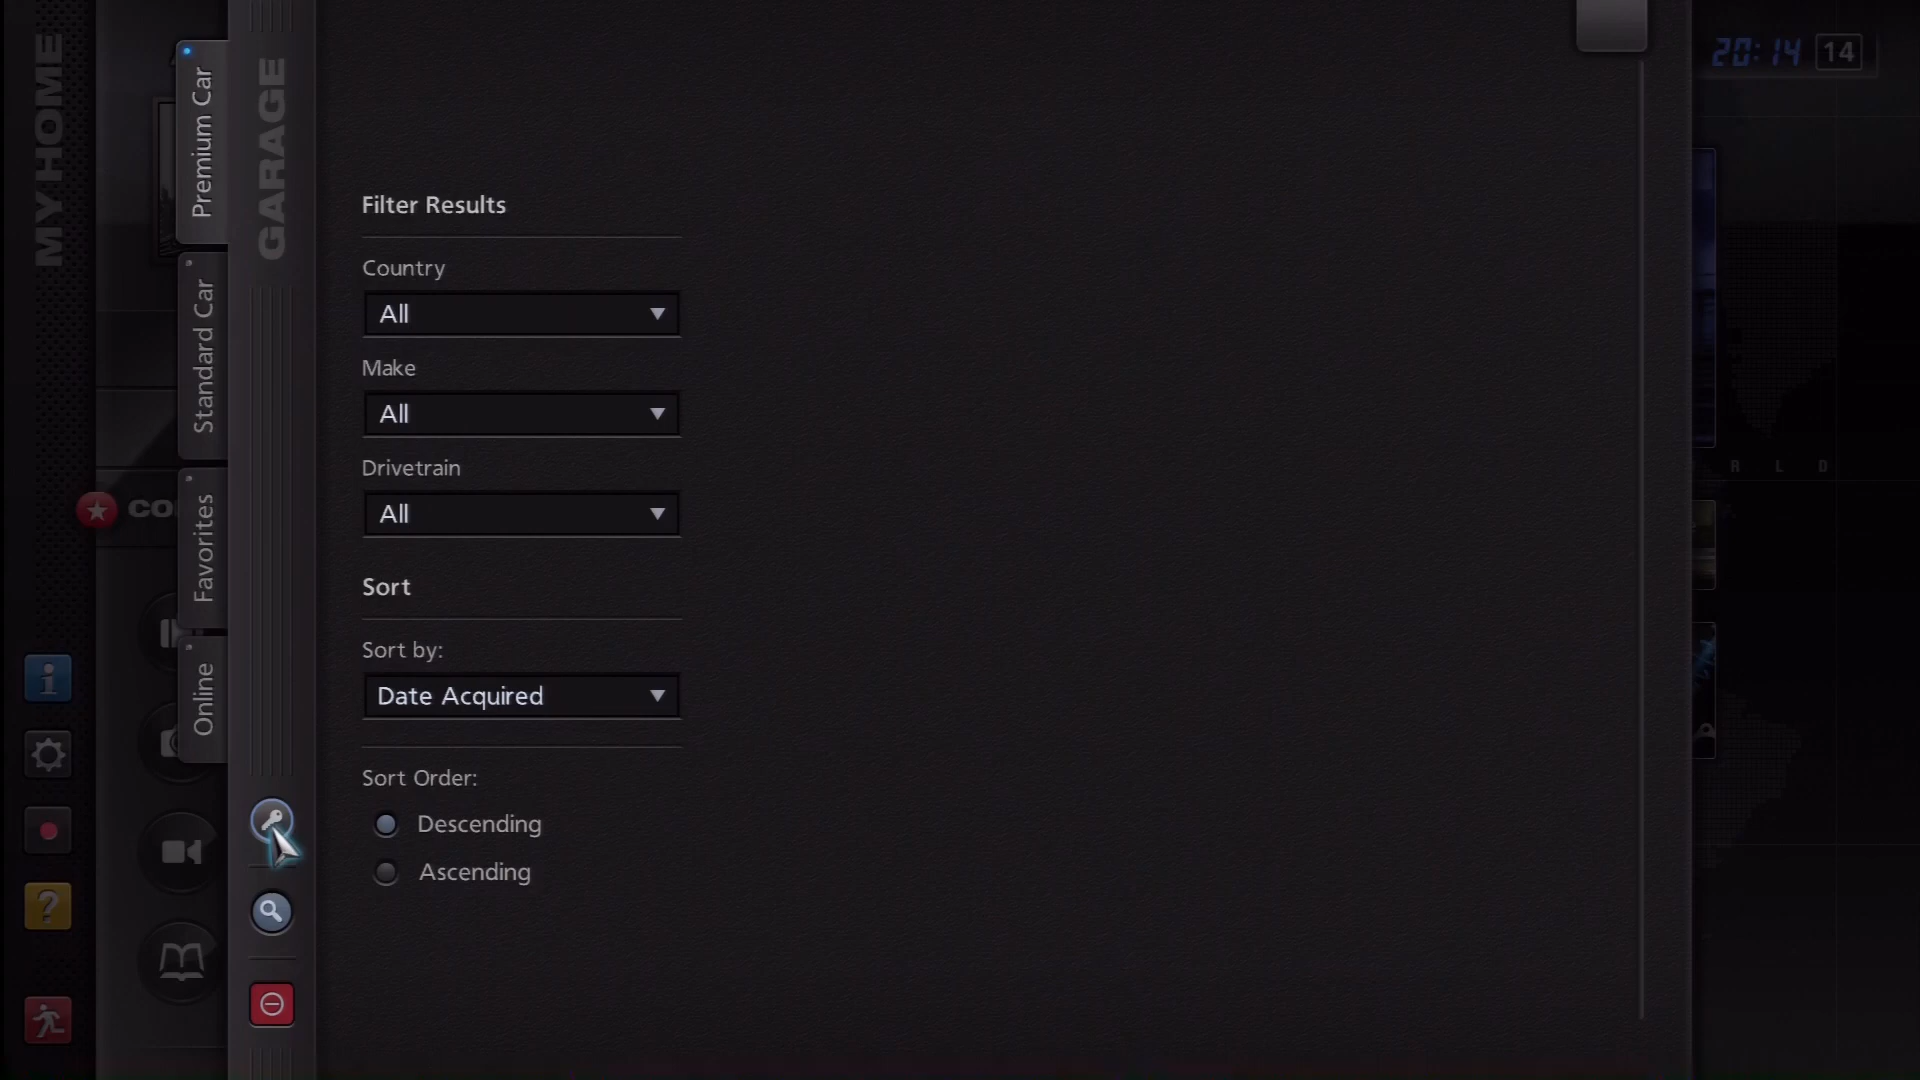 MY HOME
Premium Car
Standard Car
Favorites
Online
GARAGE
20:14 14
Filter Results
Country
All
Make
All
Drivetrain
All
Sort
Sort by:
Date Acquired
Sort Order:
Descending
Ascending
CO
R L D